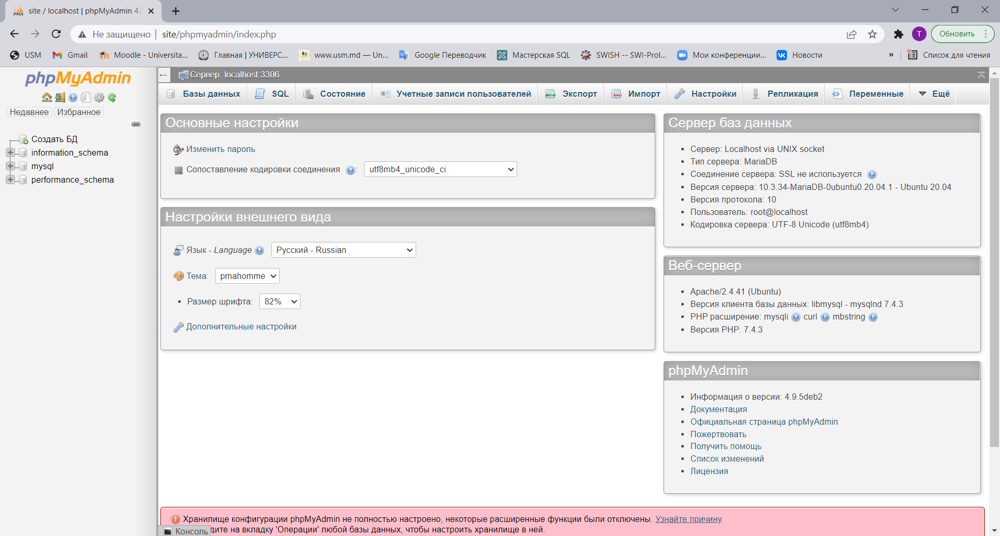 site / localhost | phpMyAdmin 4.9
Не защищено | site/phpmyadmin/index.php
T
Обновить
USM
Gmail
Moodle - Universita...
Главная | УНИВЕРС...
www.usm.md — Un...
Google Переводчик
Мастерская SQL
SWISH -- SWI-Prol...
Мои конференции...
Новости
»
Список для чтения
phpMyAdmin
Недавнее
Избранное
Создать БД
information_schema
mysql
performance_schema
Сервер: localhost:3306
Базы данных
SQL
Состояние
Учетные записи пользователей
Экспорт
Импорт
Настройки
Репликация
Переменные
Ещё
Основные настройки
Изменить пароль
Сопоставление кодировки соединения : utf8mb4_unicode_ci
Настройки внешнего вида
Язык - Language Русский - Russian
Тема: pmahomme
• Размер шрифта: 82%
Дополнительные настройки
Сервер баз данных
• Сервер: Localhost via UNIX socket
• Тип сервера: MariaDB
• Соединение сервера: SSL не используется
• Версия сервера: 10.3.34-MariaDB-0ubuntu0.20.04.1 - Ubuntu 20.04
• Версия протокола: 10
• Пользователь: root@localhost
• Кодировка сервера: UTF-8 Unicode (utf8mb4)
Веб-сервер
• Apache/2.4.41 (Ubuntu)
• Версия клиента базы данных: libmysql - mysqlnd 7.4.3
• PHP расширение: mysqli curl mbstring
• Версия PHP: 7.4.3
phpMyAdmin
• Информация о версии: 4.9.5deb2
• Документация
• Официальная страница phpMyAdmin
• Пожертвовать
• Получить помощь
• Список изменений
• Лицензия
Хранилище конфигурации phpMyAdmin не полностью настроено, некоторые расширенные функции были отключены. Узнайте причину.
дите на вкладку 'Операции' любой базы данных, чтобы настроить хранилище в ней.
Консоль